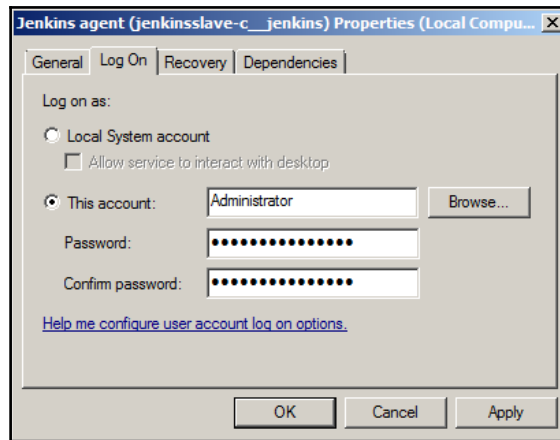 Jenkins agent (jenkinsslave-c__jenkins) Properties (Local Compu...
General Log On Recovery Dependencies
Log on as:
Local System account
Allow service to interact with desktop
This account: Administrator Browse...
Password: •••••••••••••••
Confirm password: •••••••••••••••
Help me configure user account log on options.
OK Cancel Apply